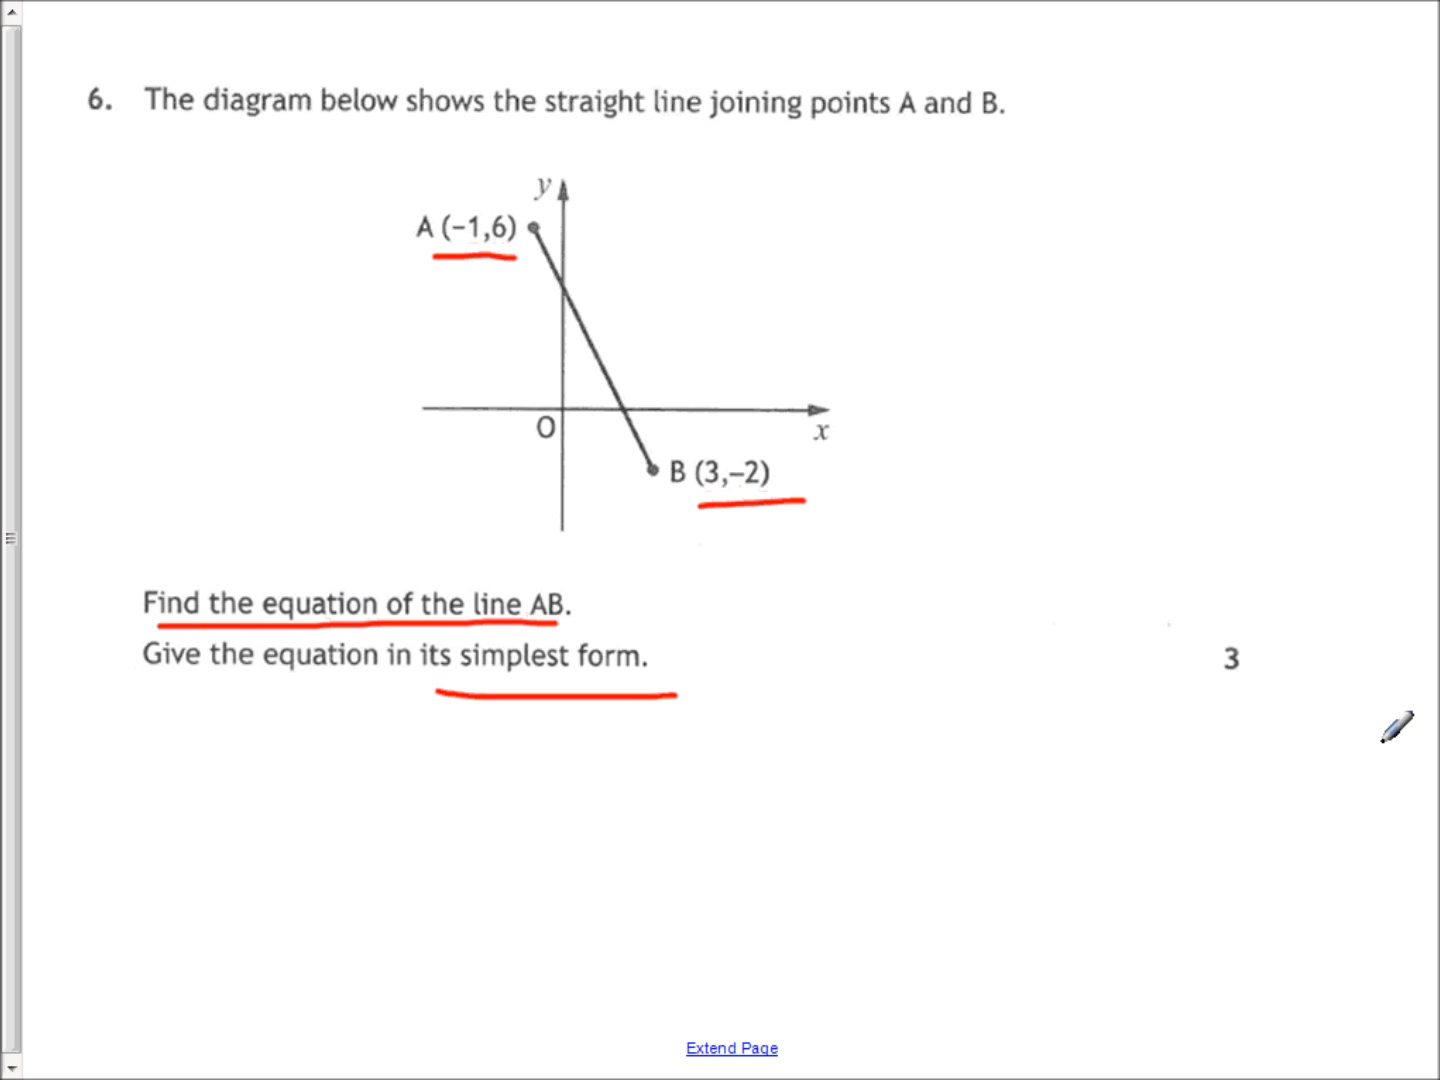 6. The diagram below shows the straight line joining points A and B.
y
A (−1,6)
O
x
B (3,−2)
Find the equation of the line AB.
Give the equation in its simplest form.
3
Extend Page